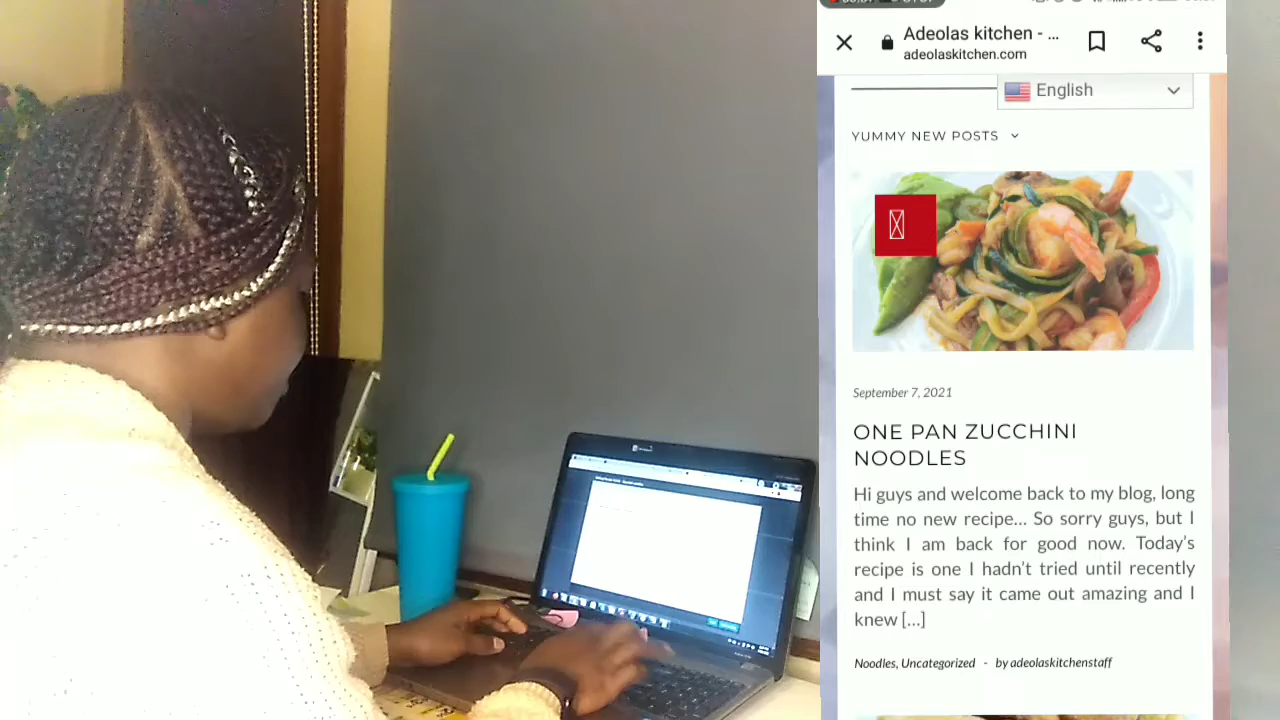 Adeolas kitchen - ...
adeolaskitchen.com
English
YUMMY NEW POSTS
September 7, 2021
ONE PAN ZUCCHINI
NOODLES
Hi guys and welcome back to my blog, long
time no new recipe... So sorry guys, but I
think I am back for good now. Today's
recipe is one I hadn't tried until recently
and I must say it came out amazing and I
knew [...]
Noodles, Uncategorized - by adeolaskitchenstaff